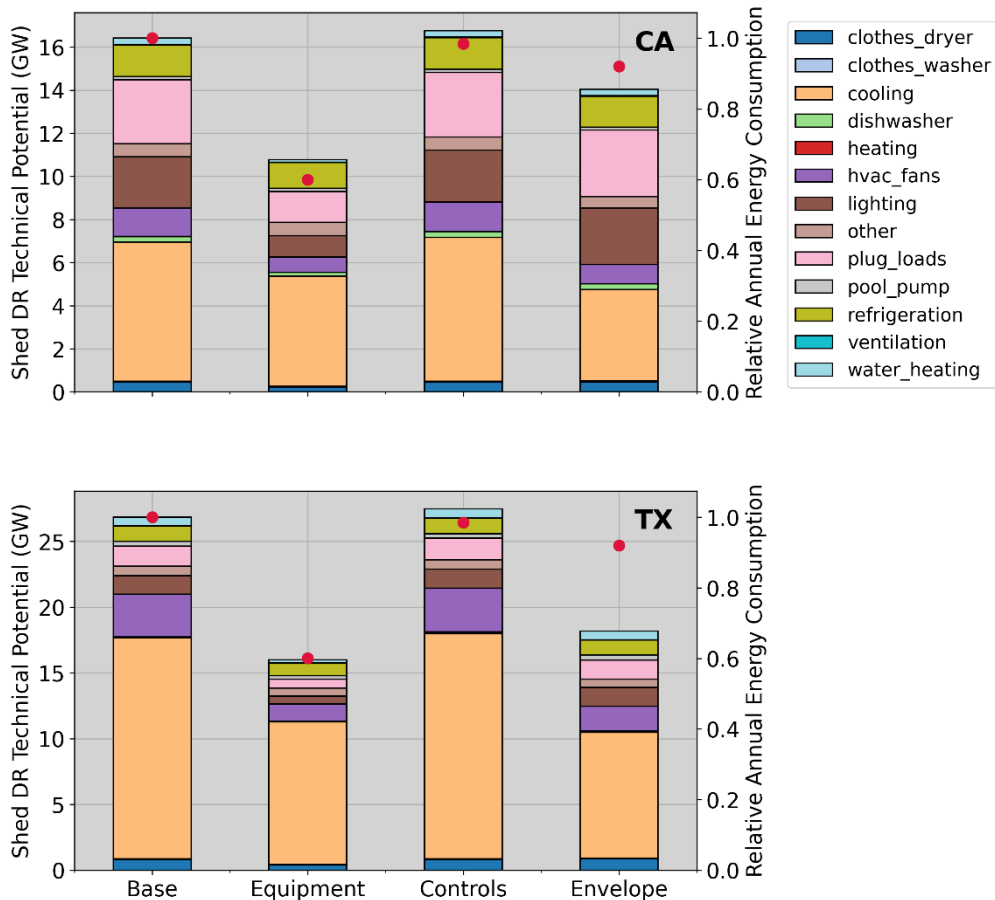 CA
Shed DR Technical Potential (GW)
16
14
12
10
8
6
4
2
0
1.0
0.8
0.6
0.4
0.2
0.0
Relative Annual Energy Consumption
clothes_dryer
clothes_washer
cooling
dishwasher
heating
hvac_fans
lighting
other
plug_loads
pool_pump
refrigeration
ventilation
water_heating
TX
Shed DR Technical Potential (GW)
25
20
15
10
5
0
1.0
0.8
0.6
0.4
0.2
0.0
Relative Annual Energy Consumption
Base Equipment Controls Envelope